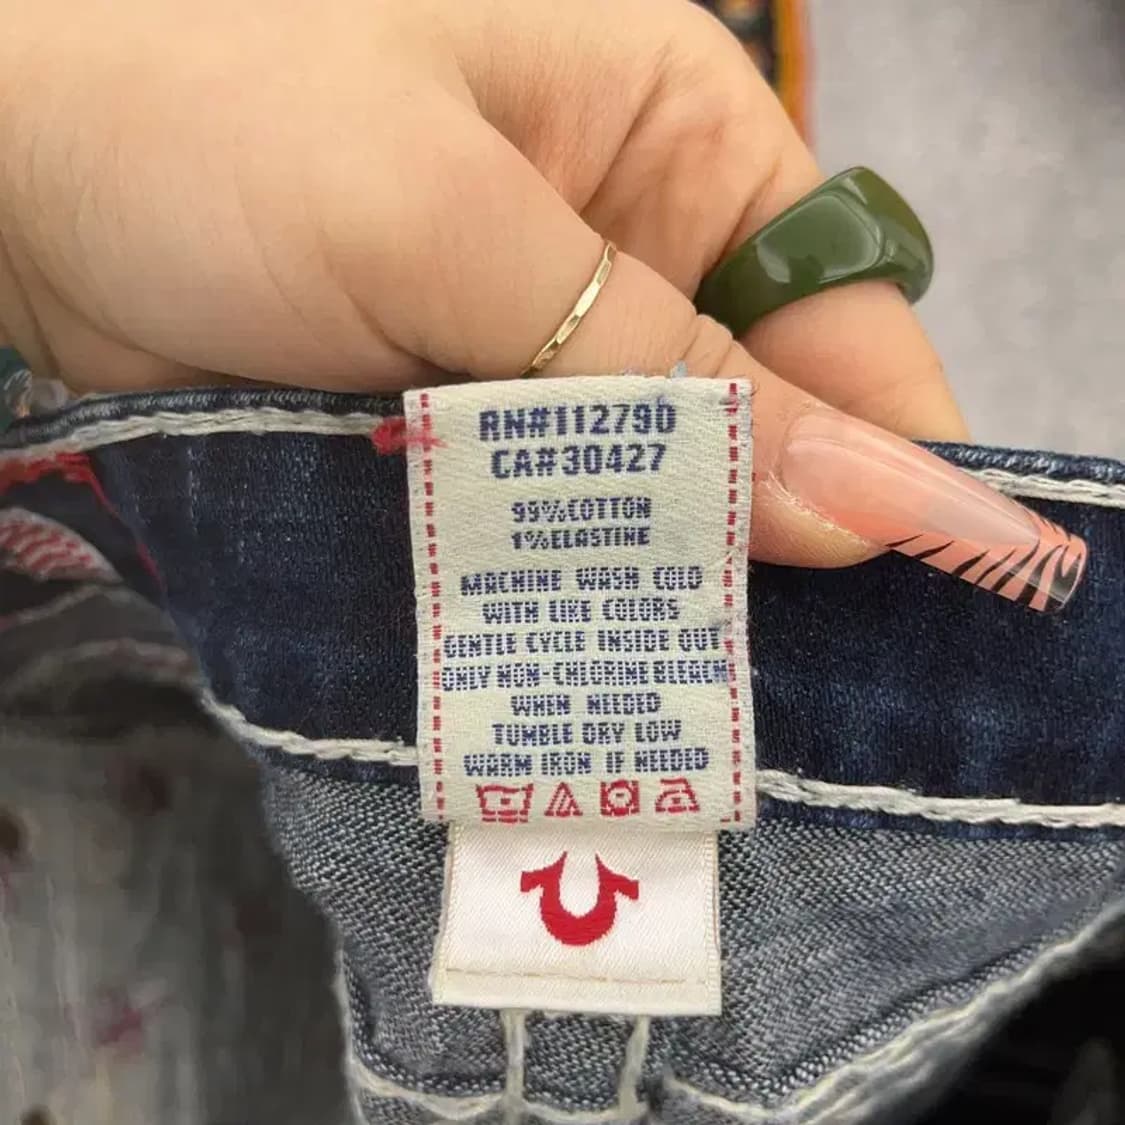 RN#112790
CA#30427
99%COTTON
1%ELASTINE
MACHINE WASH COLD
WITH LIKE COLORS
GENTLE CYCLE INSIDE OUT
ONLY NON-CHLORINE BLEACH
WHEN NEEDED
TUMBLE DRY LOW
WARM IRON IF NEEDED